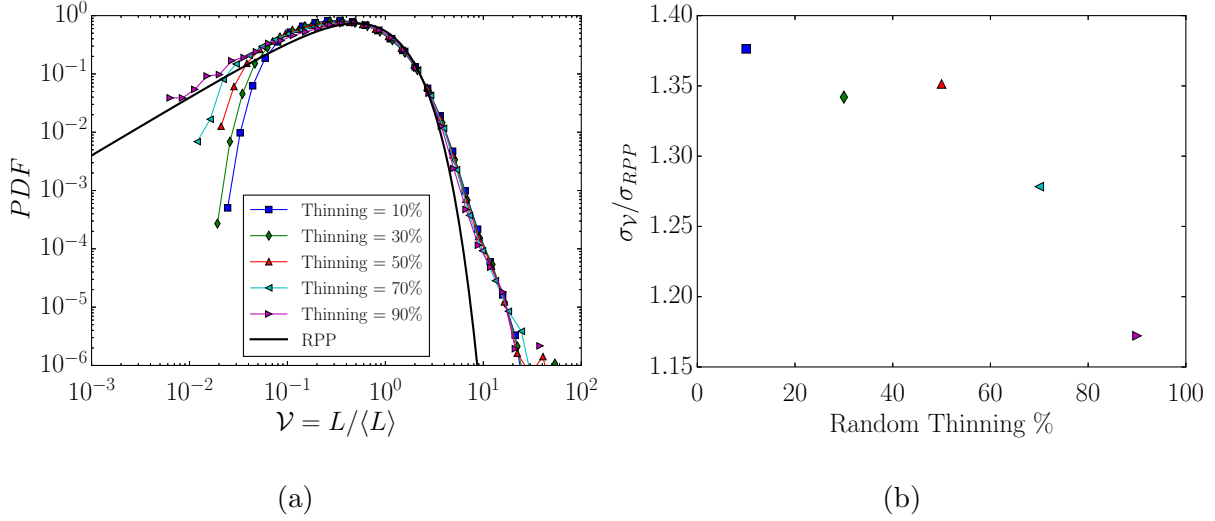 10^0
10^{-1}
10^{-2}
10^{-3}
10^{-4}
10^{-5}
10^{-6}
PDF
Thinning = 10%
Thinning = 30%
Thinning = 50%
Thinning = 70%
Thinning = 90%
RPP
10^{-3} 10^{-2} 10^{-1} 10^0 10^1 10^2
𝒱 = L/⟨L⟩
(a)
1.40
1.35
1.30
1.25
1.20
1.15
σ_𝒱/σ_{RPP}
0 20 40 60 80 100
Random Thinning %
(b)